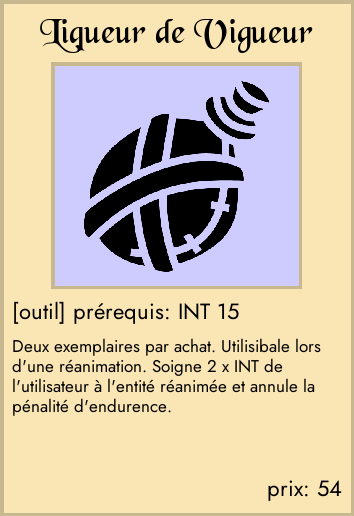 Liqueur de Vigueur
[outil] prérequis: INT 15
Deux exemplaires par achat. Utilisibale lors
d'une réanimation. Soigne 2 x INT de
l'utilisateur à l'entité réanimée et annule la
pénalité d'endurence.
prix: 54